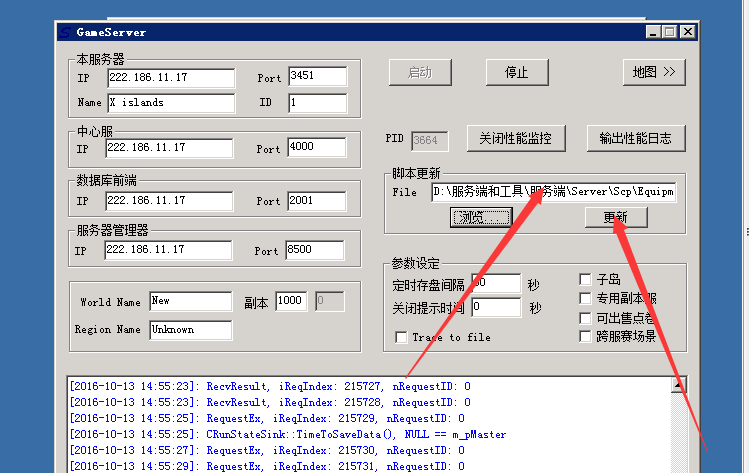 GameServer
本服务器
IP 222.186.11.17 Port 3451
Name X islands ID 1
启动 停止 地图 >>
中心服
IP 222.186.11.17 Port 4000
PID 3664 关闭性能监控 输出性能日志
数据库前端
IP 222.186.11.17 Port 2001
脚本更新
File D:\服务端和工具\服务端\Server\Scp\Equipm
浏览... 更新
服务器管理器
IP 222.186.11.17 Port 8500
参数设定
定时存盘间隔 秒
关闭提示时间 0 秒
Trace to file
子岛
专用副本服
可出售点卷
跨服赛场景
World Name New 副本 1000 0
Region Name Unknown
[2016-10-13 14:55:23]: RecvResult, iReqIndex: 215727, nRequestID: 0
[2016-10-13 14:55:23]: RecvResult, iReqIndex: 215728, nRequestID: 0
[2016-10-13 14:55:25]: RequestEx, iReqIndex: 215729, nRequestID: 0
[2016-10-13 14:55:25]: CRunStateSink::TimeToSaveData(), NULL == m_pMaster
[2016-10-13 14:55:27]: RequestEx, iReqIndex: 215730, nRequestID: 0
[2016-10-13 14:55:29]: RequestEx, iReqIndex: 215731, nRequestID: 0